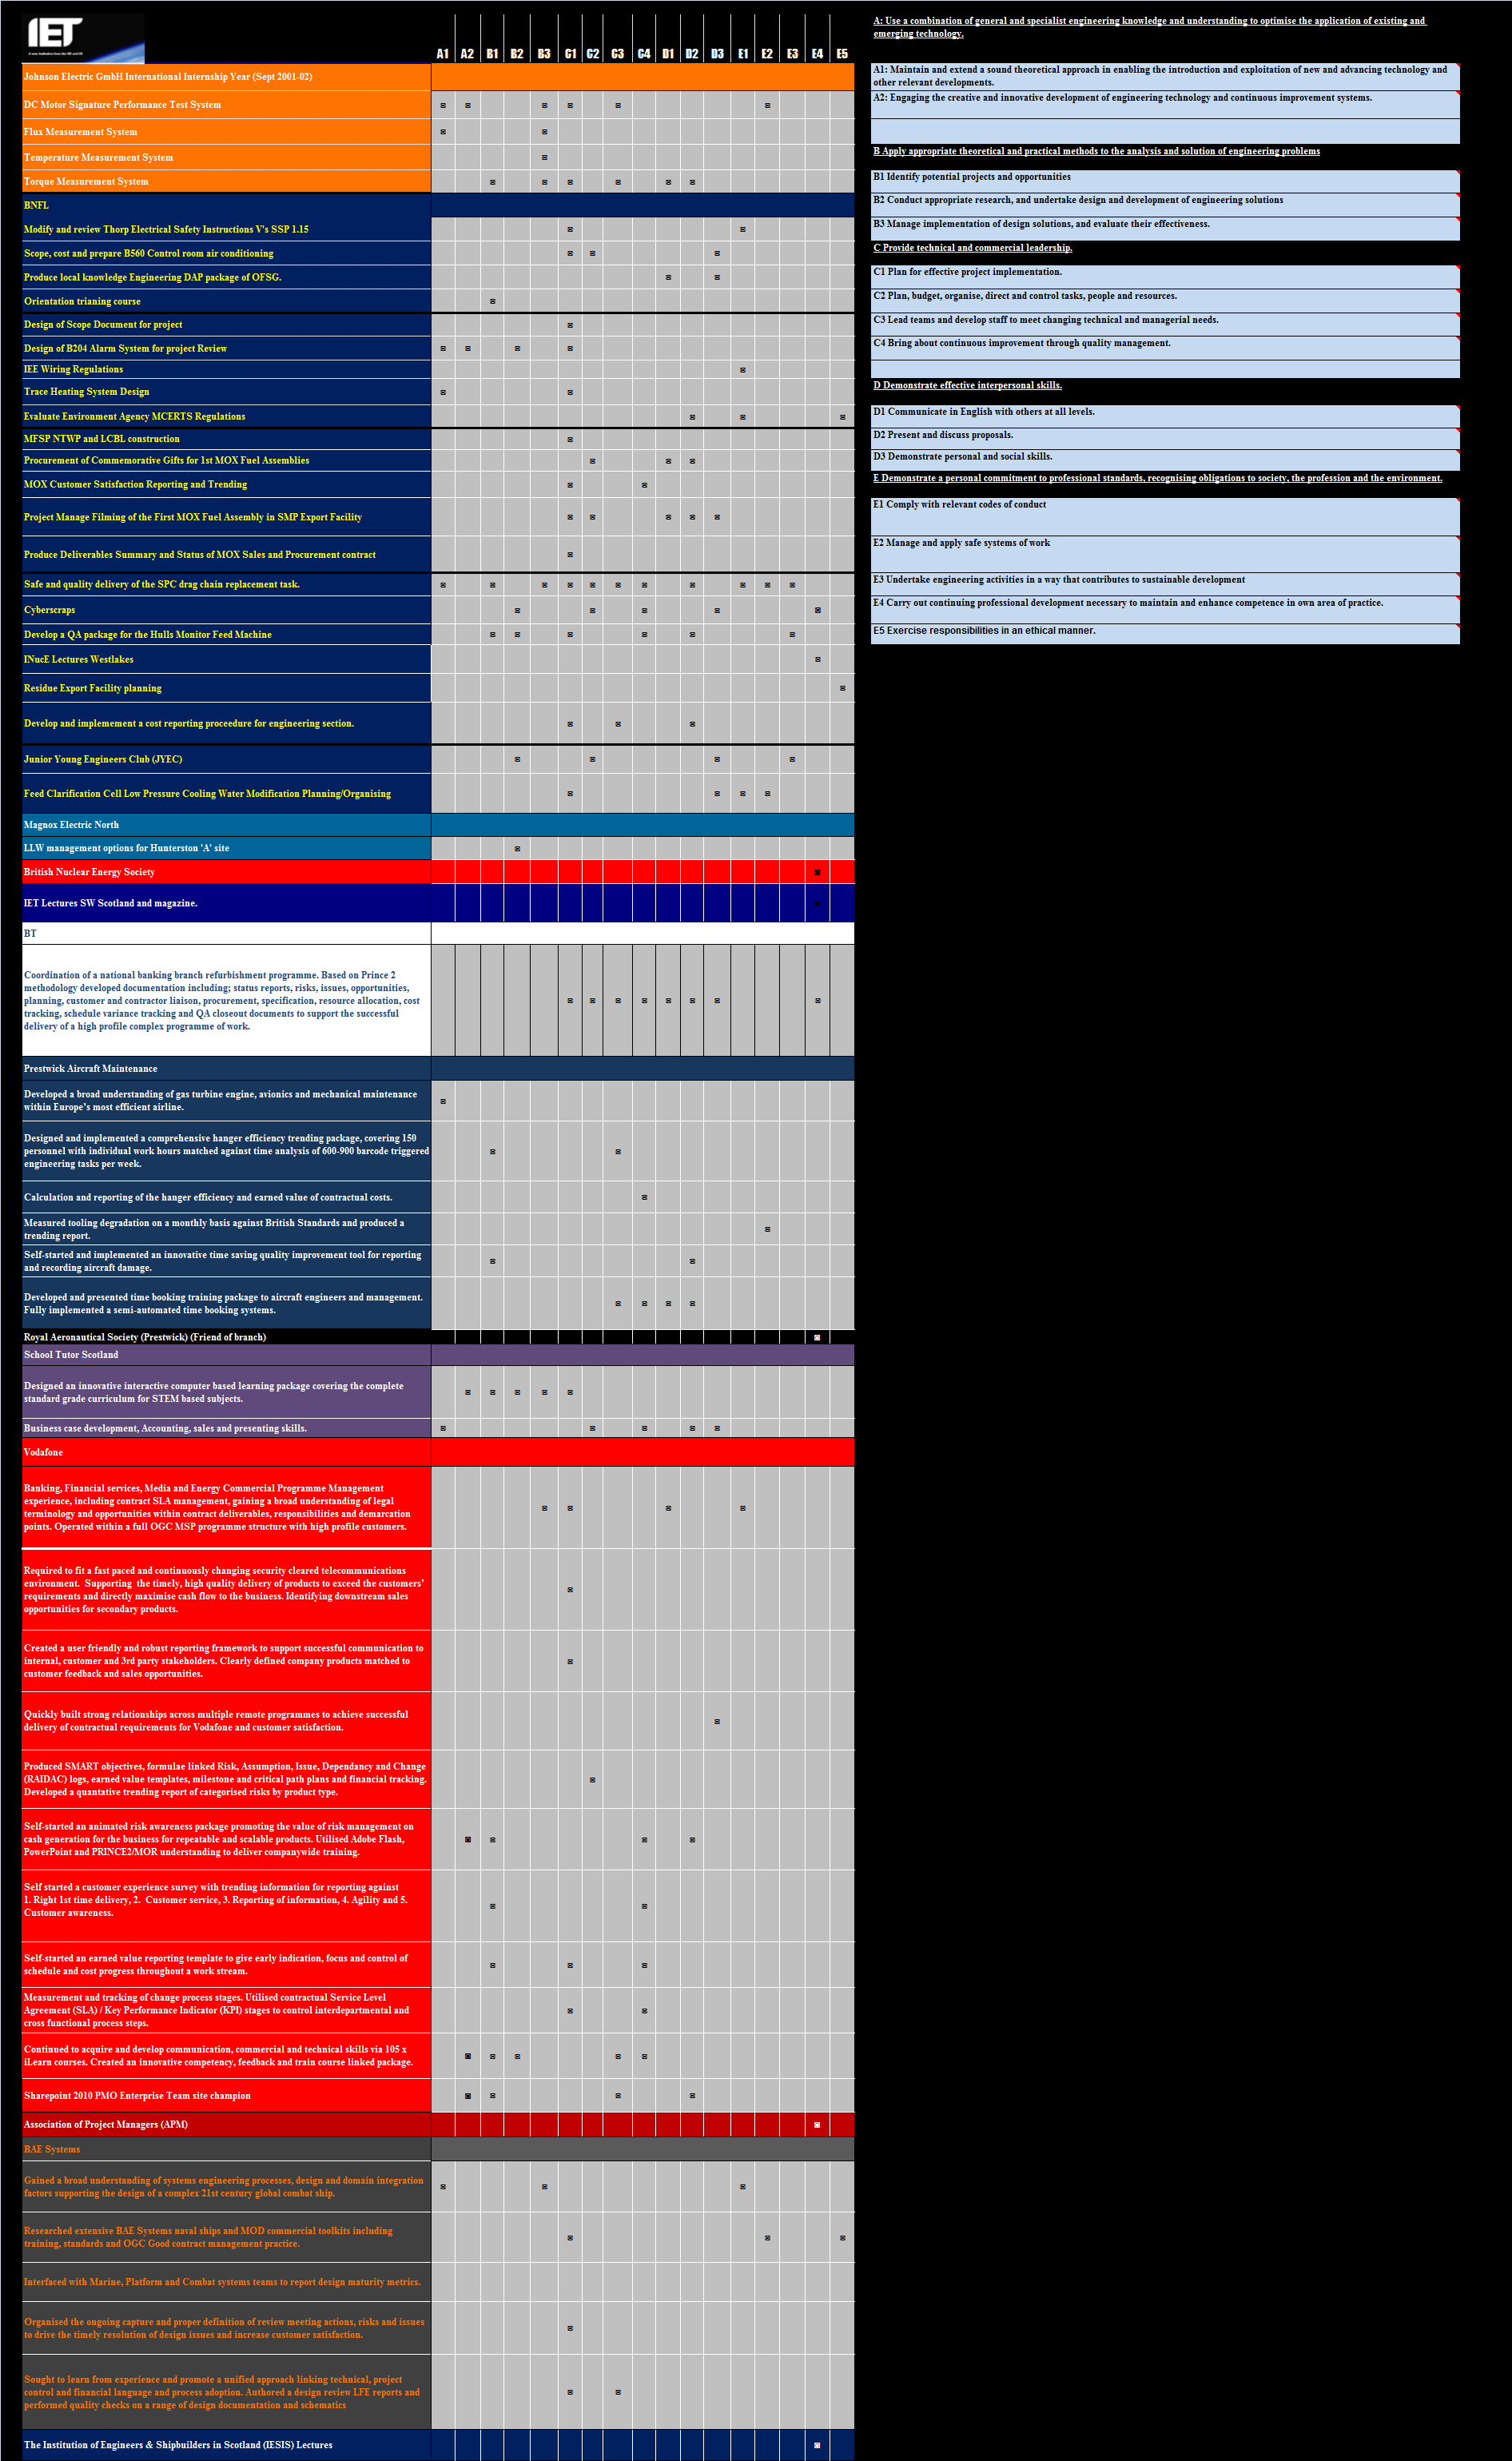 IET
A1 A2 B1 B2 B3 C1 C2 C3 C4 D1 D2 D3 E1 E2 E3 E4 E5
Johnson Electric GmbH International Internship Year (Sept 2001-02)
DC Motor Signature Performance Test System
Flux Measurement System
Temperature Measurement System
Torque Measurement System
BNFL
Modify and review Thorp Electrical Safety Instructions V's SSP 1.15
Scope, cost and prepare B560 Control room air conditioning
Produce local knowledge Engineering DAP package of OFSG.
Orientation trianing course
Design of Scope Document for project
Design of B204 Alarm System for project Review
IEE Wiring Regulations
Trace Heating System Design
Evaluate Environment Agency MCERTS Regulations
MFSP NTWP and LCBL construction
Procurement of Commemorative Gifts for 1st MOX Fuel Assemblies
MOX Customer Satisfaction Reporting and Trending
Project Manage Filming of the First MOX Fuel Assembly in SMP Export Facility
Produce Deliverables Summary and Status of MOX Sales and Procurement contract
Safe and quality delivery of the SPC drag chain replacement task.
Cyberscraps
Develop a QA package for the Hulls Monitor Feed Machine
INucE Lectures Westlakes
Residue Export Facility planning
Develop and implemement a cost reporting proceedure for engineering section.
Junior Young Engineers Club (JYEC)
Feed Clarification Cell Low Pressure Cooling Water Modification Planning/Organising
Magnox Electric North
LLW management options for Hunterston 'A' site
British Nuclear Energy Society
IET Lectures SW Scotland and magazine.
BT
Coordination of a national banking branch refurbishment programme. Based on Prince 2
methodology developed documentation including; status reports, risks, issues, opportunities,
planning, customer and contractor liaison, procurement, specification, resource allocation, cost
tracking, schedule variance tracking and QA closeout documents to support the successful
delivery of a high profile complex programme of work.
Prestwick Aircraft Maintenance
Developed a broad understanding of gas turbine engine, avionics and mechanical maintenance
within Europe's most efficient airline.
Designed and implemented a comprehensive hanger efficiency trending package, covering 150
personnel with individual work hours matched against time analysis of 600-900 barcode triggered
engineering tasks per week.
Calculation and reporting of the hanger efficiency and earned value of contractual costs.
Measured tooling degradation on a monthly basis against British Standards and produced a
trending report.
Self-started and implemented an innovative time saving quality improvement tool for reporting
and recording aircraft damage.
Developed and presented time booking training package to aircraft engineers and management.
Fully implemented a semi-automated time booking systems.
Royal Aeronautical Society (Prestwick) (Friend of branch)
School Tutor Scotland
Designed an innovative interactive computer based learning package covering the complete
standard grade curriculum for STEM based subjects.
Business case development, Accounting, sales and presenting skills.
Vodafone
Banking, Financial services, Media and Energy Commercial Programme Management
experience, including contract SLA management, gaining a broad understanding of legal
terminology and opportunities within contract deliverables, responsibilities and demarcation
points. Operated within a full OGC MSP programme structure with high profile customers.
Required to fit a fast paced and continuously changing security cleared telecommunications
environment. Supporting the timely, high quality delivery of products to exceed the customers'
requirements and directly maximise cash flow to the business. Identifying downstream sales
opportunities for secondary products.
Created a user friendly and robust reporting framework to support successful communication to
internal, customer and 3rd party stakeholders. Clearly defined company products matched to
customer feedback and sales opportunities.
Quickly built strong relationships across multiple remote programmes to achieve successful
delivery of contractual requirements for Vodafone and customer satisfaction.
Produced SMART objectives, formulae linked Risk, Assumption, Issue, Dependancy and Change
(RAIDAC) logs, earned value templates, milestone and critical path plans and financial tracking.
Developed a quantative trending report of categorised risks by product type.
Self-started an animated risk awareness package promoting the value of risk management on
cash generation for the business for repeatable and scalable products. Utilised Adobe Flash,
PowerPoint and PRINCE2/MOR understanding to deliver companywide training.
Self started a customer experience survey with trending information for reporting against
1. Right 1st time delivery, 2. Customer service, 3. Reporting of information, 4. Agility and 5.
Customer awareness.
Self-started an earned value reporting template to give early indication, focus and control of
schedule and cost progress throughout a work stream.
Measurement and tracking of change process stages. Utilised contractual Service Level
Agreement (SLA) / Key Performance Indicator (KPI) stages to control interdepartmental and
cross functional process steps.
Continued to acquire and develop communication, commercial and technical skills via 105 x
iLearn courses. Created an innovative competency, feedback and train course linked package.
Sharepoint 2010 PMO Enterprise Team site champion
Association of Project Managers (APM)
BAE Systems
Gained a broad understanding of systems engineering processes, design and domain integration
factors supporting the design of a complex 21st century global combat ship.
Researched extensive BAE Systems naval ships and MOD commercial toolkits including
training, standards and OGC Good contract management practice.
Interfaced with Marine, Platform and Combat systems teams to report design maturity metrics.
Organised the ongoing capture and proper definition of review meeting actions, risks and issues
to drive the timely resolution of design issues and increase customer satisfaction.
Sought to learn from experience and promote a unified approach linking technical, project
control and financial language and process adoption. Authored a design review LFE reports and
performed quality checks on a range of design documentation and schematics
The Institution of Engineers & Shipbuilders in Scotland (IESIS) Lectures
A: Use a combination of general and specialist engineering knowledge and understanding to optimise the application of existing and
emerging technology.
A1: Maintain and extend a sound theoretical approach in enabling the introduction and exploitation of new and advancing technology and
other relevant developments.
A2: Engaging the creative and innovative development of engineering technology and continuous improvement systems.
B Apply appropriate theoretical and practical methods to the analysis and solution of engineering problems
B1 Identify potential projects and opportunities
B2 Conduct appropriate research, and undertake design and development of engineering solutions
B3 Manage implementation of design solutions, and evaluate their effectiveness.
C Provide technical and commercial leadership.
C1 Plan for effective project implementation.
C2 Plan, budget, organise, direct and control tasks, people and resources.
C3 Lead teams and develop staff to meet changing technical and managerial needs.
C4 Bring about continuous improvement through quality management.
D Demonstrate effective interpersonal skills.
D1 Communicate in English with others at all levels.
D2 Present and discuss proposals.
D3 Demonstrate personal and social skills.
E Demonstrate a personal commitment to professional standards, recognising obligations to society, the profession and the environment.
E1 Comply with relevant codes of conduct
E2 Manage and apply safe systems of work
E3 Undertake engineering activities in a way that contributes to sustainable development
E4 Carry out continuing professional development necessary to maintain and enhance competence in own area of practice.
E5 Exercise responsibilities in an ethical manner.